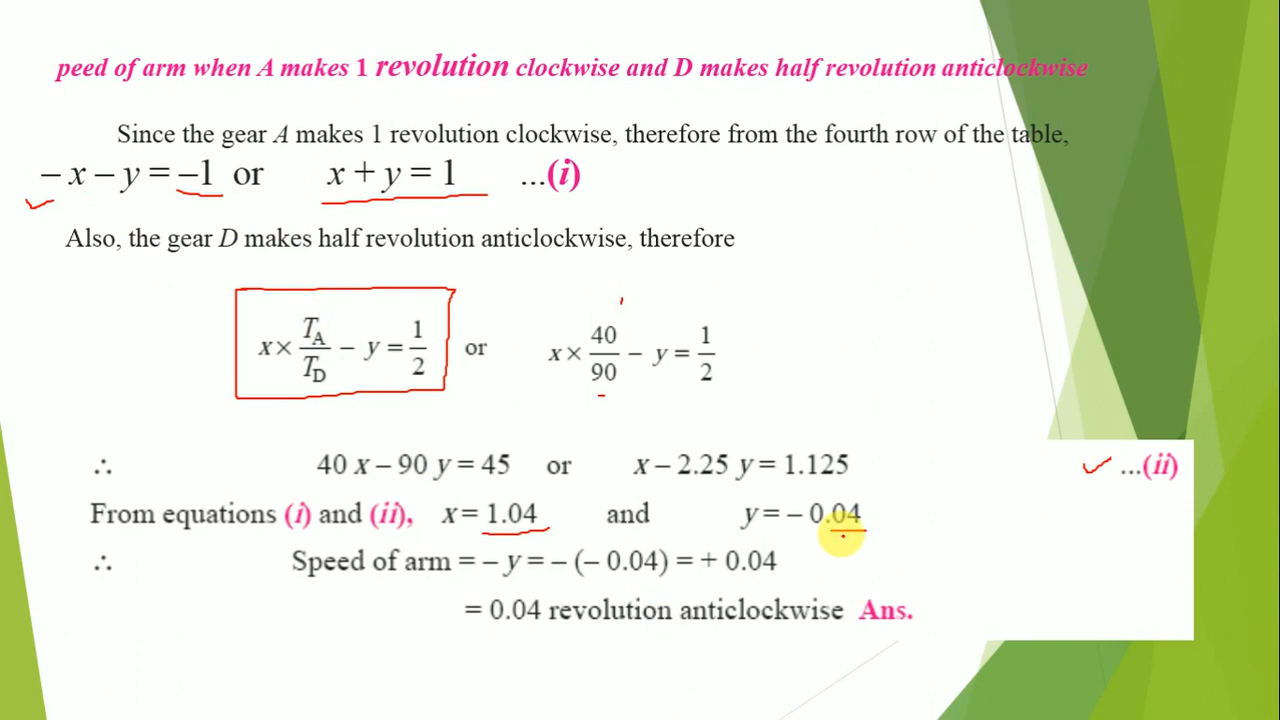 peed of arm when A makes 1 revolution clockwise and D makes half revolution anticlockwise
Since the gear A makes 1 revolution clockwise, therefore from the fourth row of the table,
– x – y = –1 or x + y = 1 ...(i)
Also, the gear D makes half revolution anticlockwise, therefore
x × T_A/T_D – y = 1/2 or x × 40/90 – y = 1/2
∴ 40 x – 90 y = 45 or x – 2.25 y = 1.125 ...(ii)
From equations (i) and (ii), x = 1.04 and y = – 0.04
∴ Speed of arm = – y = – (– 0.04) = + 0.04
= 0.04 revolution anticlockwise Ans.